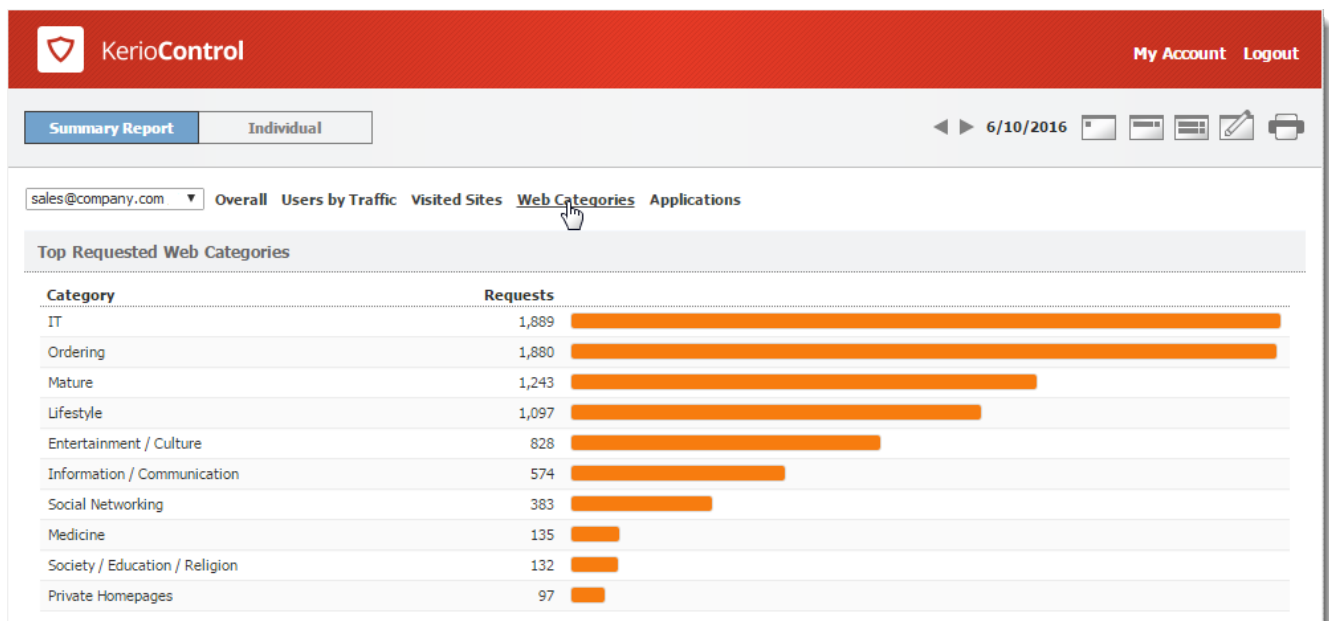 KerioControl
My Account Logout
Summary Report Individual 6/10/2016
sales@company.com Overall Users by Traffic Visited Sites Web Categories Applications
Top Requested Web Categories
Category Requests
IT 1,889
Ordering 1,880
Mature 1,243
Lifestyle 1,097
Entertainment / Culture 828
Information / Communication 574
Social Networking 383
Medicine 135
Society / Education / Religion 132
Private Homepages 97